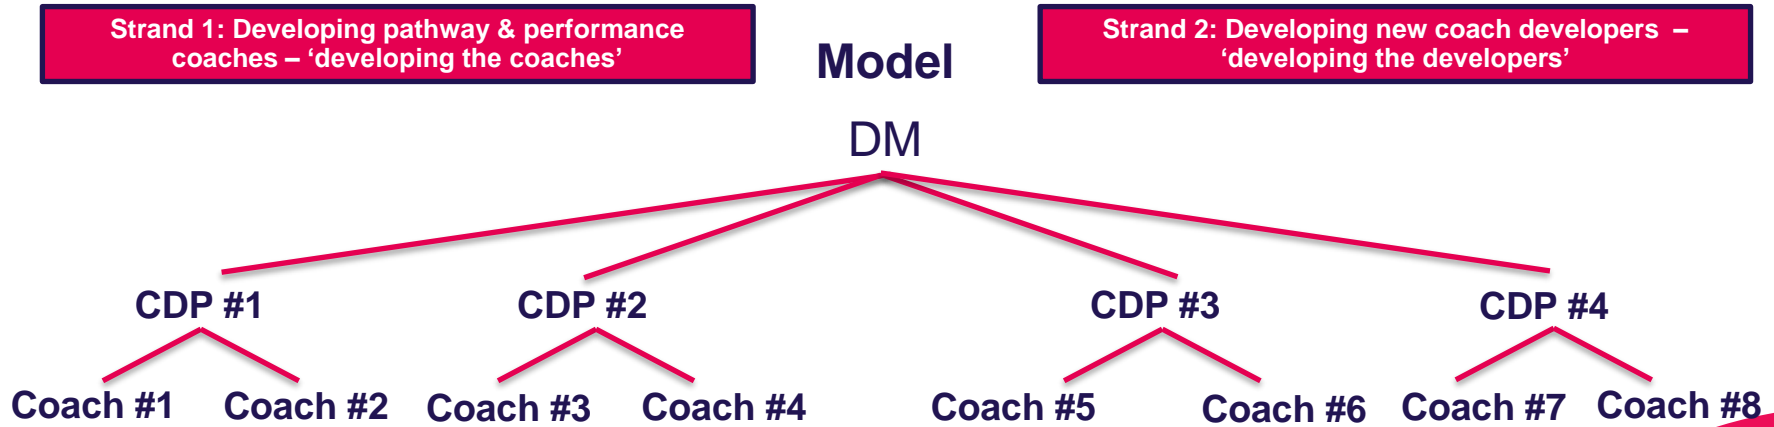 Strand 1: Developing pathway & performance
coaches – ‘developing the coaches’
Model
Strand 2: Developing new coach developers –
‘developing the developers’
DM
CDP #1
CDP #2
CDP #3
CDP #4
Coach #1
Coach #2
Coach #3
Coach #4
Coach #5
Coach #6
Coach #7
Coach #8